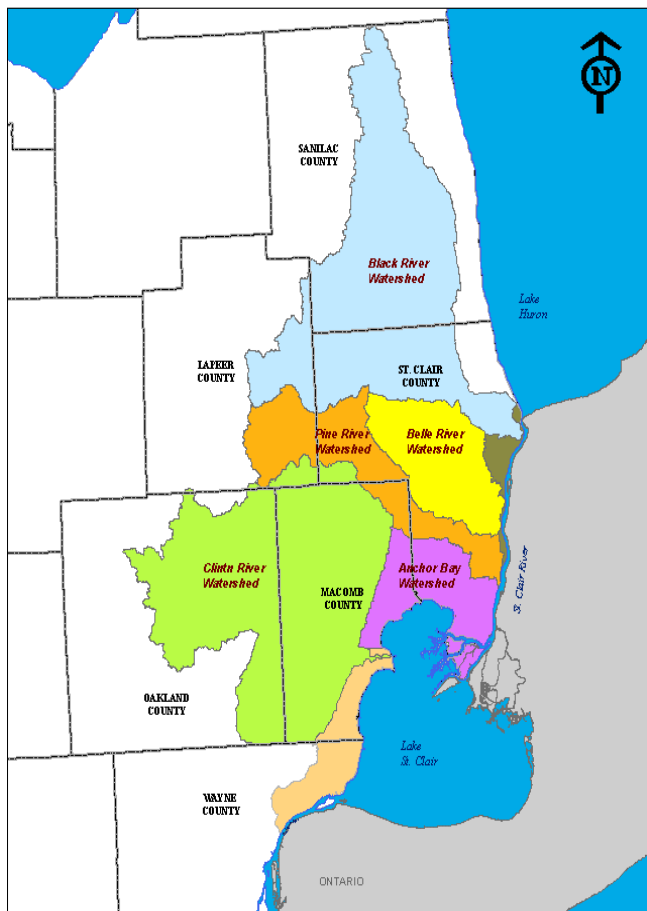 N
SANILAC
COUNTY
Black River
Watershed
Lake
Huron
LAPEER
COUNTY
ST. CLAIR
COUNTY
Pine River
Watershed
Belle River
Watershed
Clintn River
Watershed
MACOMB
COUNTY
Anchor Bay
Watershed
St. Clair River
OAKLAND
COUNTY
Lake
St. Clair
WAYNE
COUNTY
ONTARIO